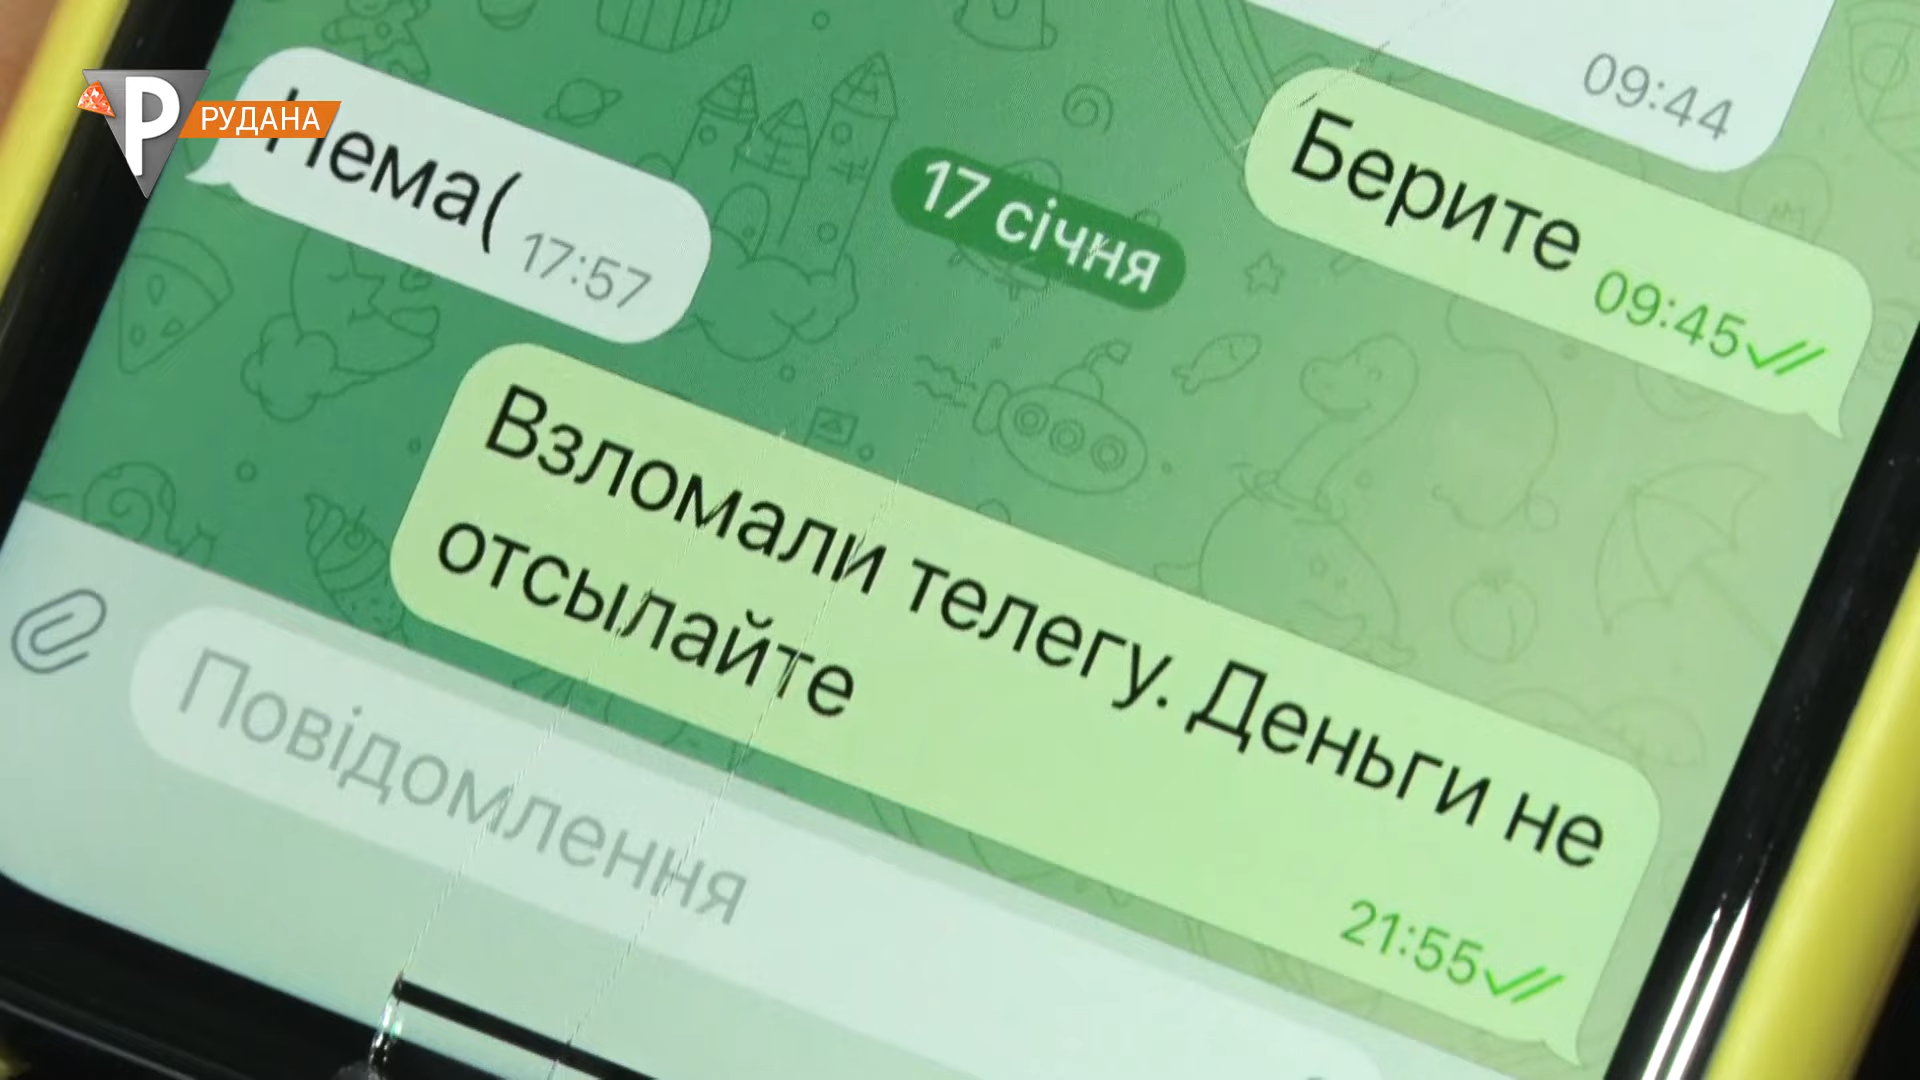 РУДАНА
09:44
Берите 09:45
17 січня
Нема( 17:57
Взломали телегу. Деньги не
отсылайте
21:55
Повідомлення